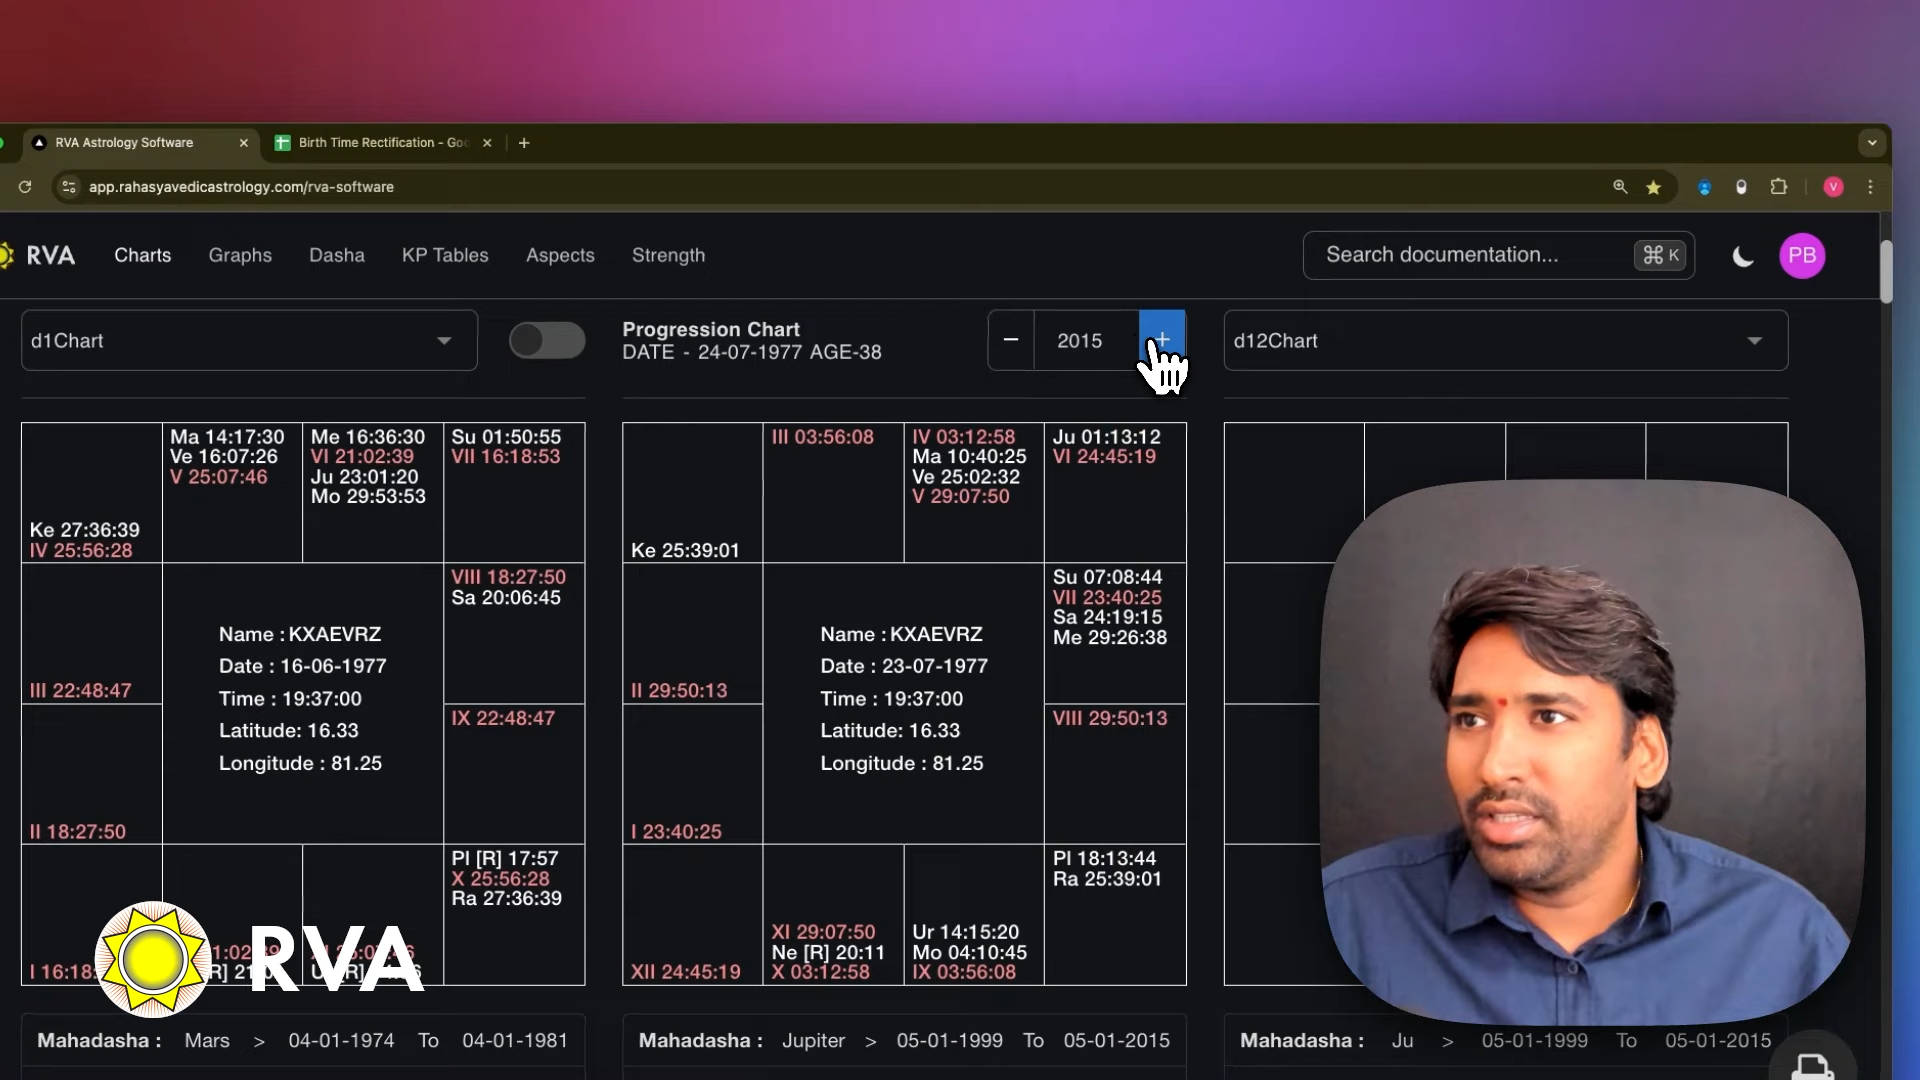 RVA Astrology Software
Birth Time Rectification - Goo
app.rahasyavedicastrology.com/rva-software
V
RVA
Charts
Graphs
Dasha
KP Tables
Aspects
Strength
Search documentation...
⌘ K
PB
d1Chart
Progression Chart
DATE - 24-07-1977 AGE-38
− 2015 +
d12Chart
Ke 27:36:39
IV 25:56:28
Ma 14:17:30
Ve 16:07:26
V 25:07:46
Me 16:36:30
VI 21:02:39
Ju 23:01:20
Mo 29:53:53
Su 01:50:55
VII 16:18:53
III 22:48:47
Name : KXAEVRZ
Date : 16-06-1977
Time : 19:37:00
Latitude: 16.33
Longitude : 81.25
VIII 18:27:50
Sa 20:06:45
II 18:27:50
IX 22:48:47
I 16:18:
Pl [R] 17:57
X 25:56:28
Ra 27:36:39
Ke 25:39:01
III 03:56:08
IV 03:12:58
Ma 10:40:25
Ve 25:02:32
V 29:07:50
Ju 01:13:12
VI 24:45:19
II 29:50:13
Name : KXAEVRZ
Date : 23-07-1977
Time : 19:37:00
Latitude: 16.33
Longitude : 81.25
Su 07:08:44
VII 23:40:25
Sa 24:19:15
Me 29:26:38
I 23:40:25
VIII 29:50:13
XII 24:45:19
XI 29:07:50
Ne [R] 20:11
X 03:12:58
Ur 14:15:20
Mo 04:10:45
IX 03:56:08
Pl 18:13:44
Ra 25:39:01
RVA
Mahadasha : Mars > 04-01-1974 To 04-01-1981
Mahadasha : Jupiter > 05-01-1999 To 05-01-2015
Mahadasha : Ju > 05-01-1999 To 05-01-2015